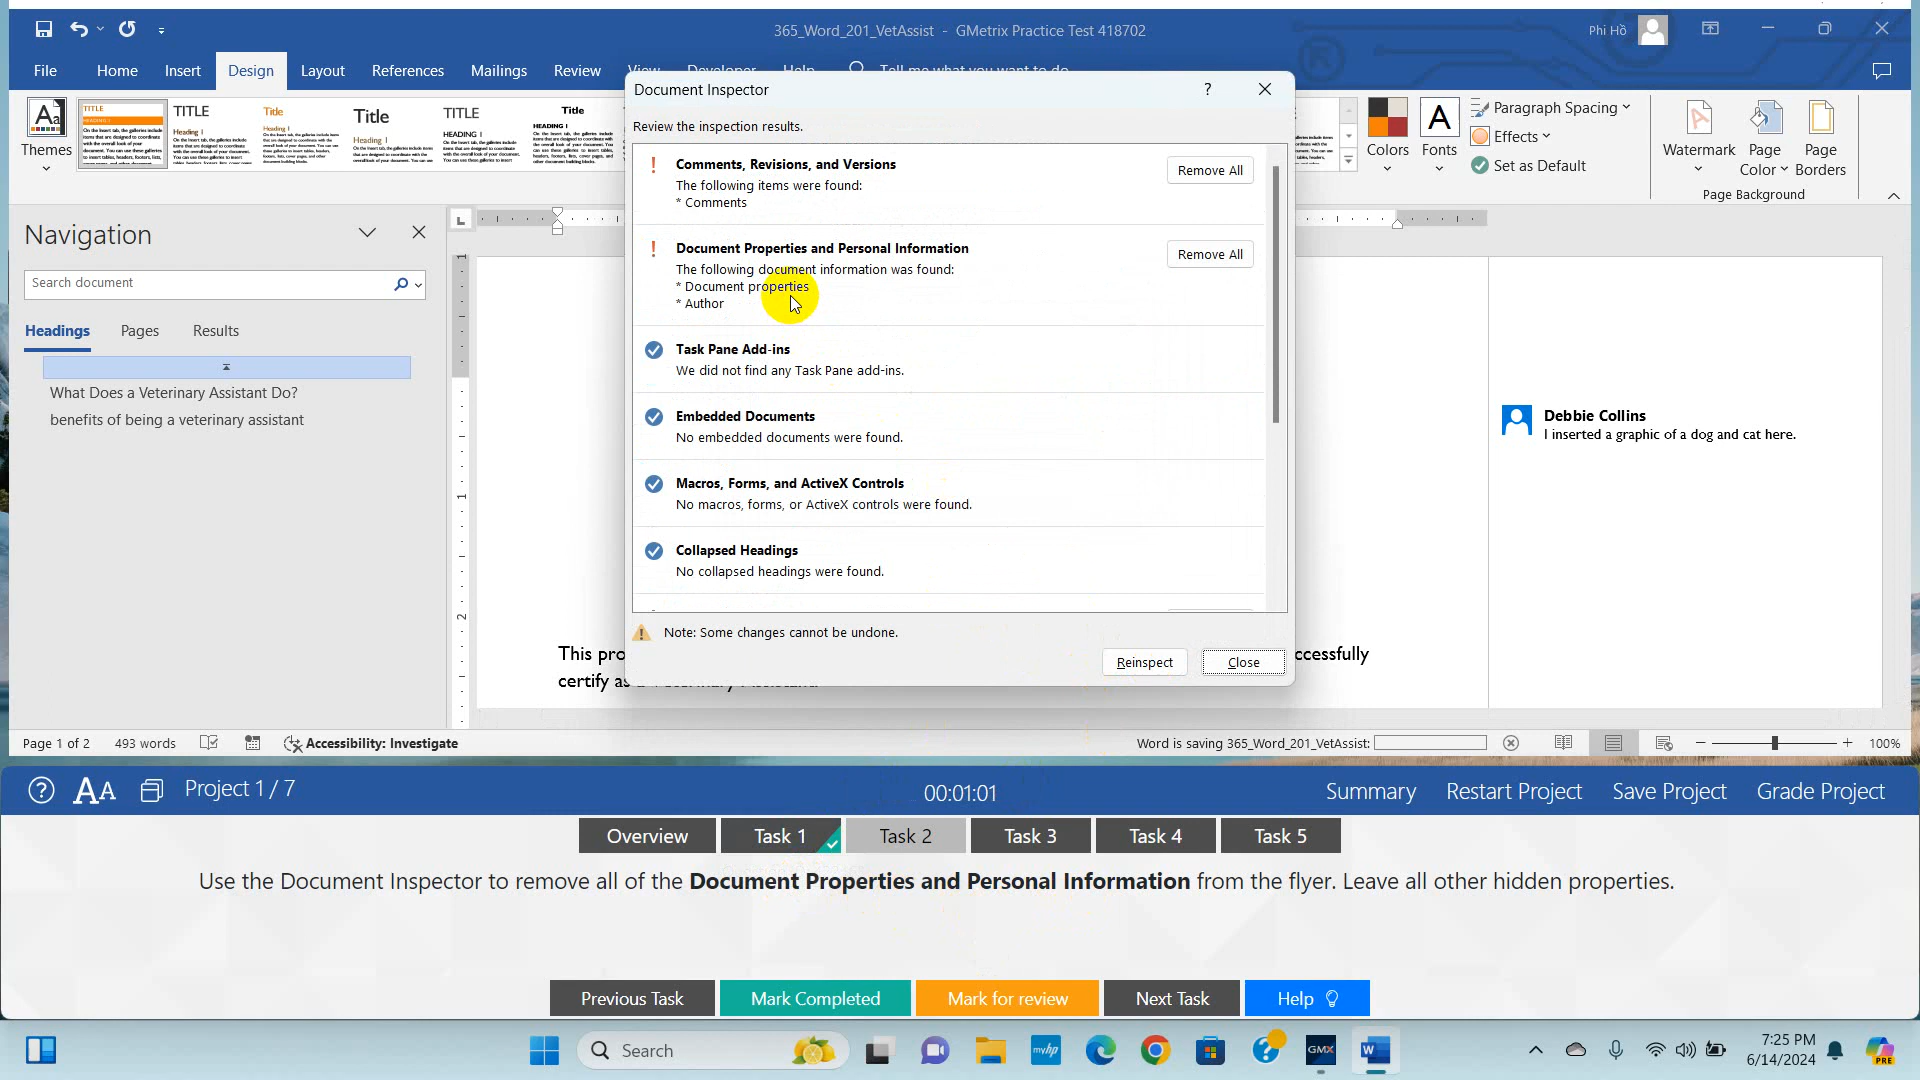 365_Word_201_VetAssist - GMetrix Practice Test 418702
Phi Hồ
File Home Insert Design Layout References Mailings Review View Developer Help Tell me what you want to do
Themes
Colors
Fonts
Paragraph Spacing
Effects
Set as Default
Watermark
Page Color
Page Borders
Page Background
Navigation
Search document
Headings Pages Results
What Does a Veterinary Assistant Do?
benefits of being a veterinary assistant
Document Inspector
Review the inspection results.
Comments, Revisions, and Versions
The following items were found:
* Comments
Remove All
Document Properties and Personal Information
The following document information was found:
* Document properties
* Author
Remove All
Task Pane Add-ins
We did not find any Task Pane add-ins.
Embedded Documents
No embedded documents were found.
Macros, Forms, and ActiveX Controls
No macros, forms, or ActiveX controls were found.
Collapsed Headings
No collapsed headings were found.
Note: Some changes cannot be undone.
Reinspect Close
Debbie Collins
I inserted a graphic of a dog and cat here.
This pro
ccessfully
certify as
Page 1 of 2 493 words Accessibility: Investigate
Word is saving 365_Word_201_VetAssist:
100%
Project 1 / 7
00:01:01
Summary Restart Project Save Project Grade Project
Overview Task 1 Task 2 Task 3 Task 4 Task 5
Use the Document Inspector to remove all of the Document Properties and Personal Information from the flyer. Leave all other hidden properties.
Previous Task Mark Completed Mark for review Next Task Help
Search
7:25 PM
6/14/2024